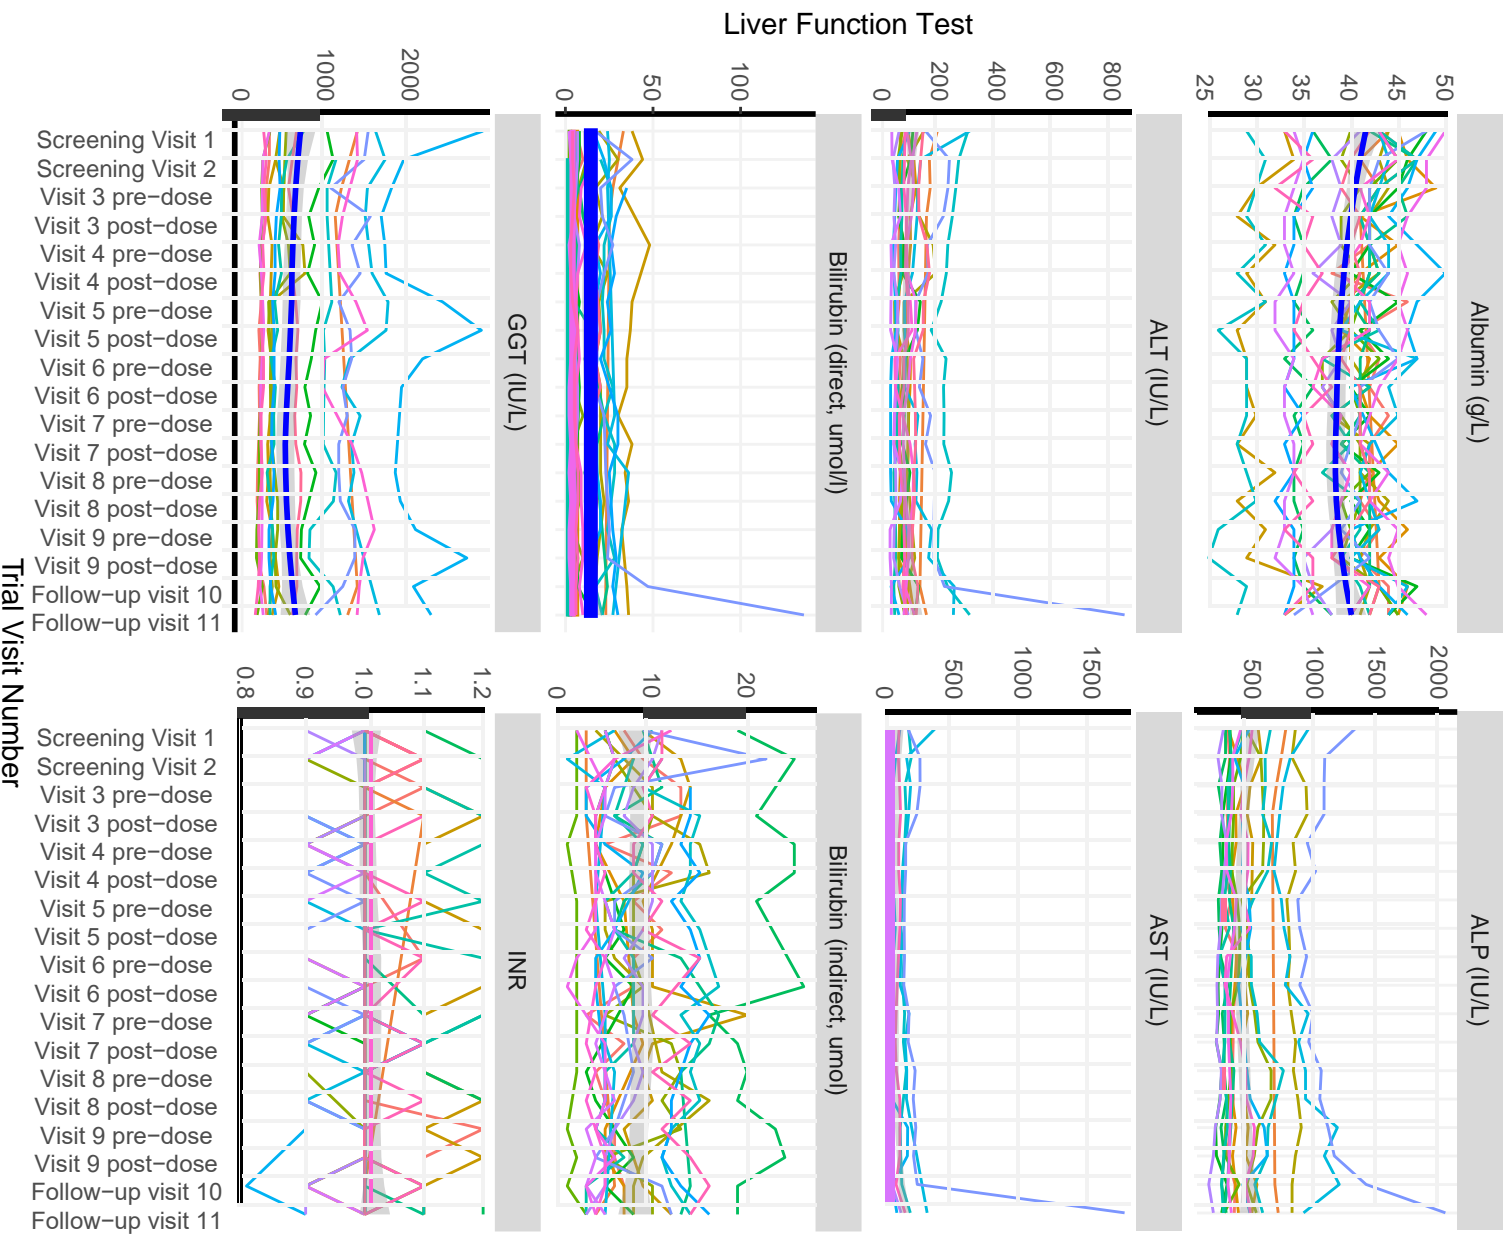 Liver Function Test
Albumin (g/L)
25
30
35
40
45
50
ALT (IU/L)
0
200
400
600
800
Bilirubin (direct, umol/l)
0
50
100
GGT (IU/L)
0
1000
2000
Screening Visit 1
Screening Visit 2
Visit 3 pre−dose
Visit 3 post−dose
Visit 4 pre−dose
Visit 4 post−dose
Visit 5 pre−dose
Visit 5 post−dose
Visit 6 pre−dose
Visit 6 post−dose
Visit 7 pre−dose
Visit 7 post−dose
Visit 8 pre−dose
Visit 8 post−dose
Visit 9 pre−dose
Visit 9 post−dose
Follow−up visit 10
Follow−up visit 11
ALP (IU/L)
500
1000
1500
2000
AST (IU/L)
0
500
1000
1500
Bilirubin (indirect, umol)
0
10
20
INR
0.8
0.9
1.0
1.1
1.2
Screening Visit 1
Screening Visit 2
Visit 3 pre−dose
Visit 3 post−dose
Visit 4 pre−dose
Visit 4 post−dose
Visit 5 pre−dose
Visit 5 post−dose
Visit 6 pre−dose
Visit 6 post−dose
Visit 7 pre−dose
Visit 7 post−dose
Visit 8 pre−dose
Visit 8 post−dose
Visit 9 pre−dose
Visit 9 post−dose
Follow−up visit 10
Follow−up visit 11
Trial Visit Number